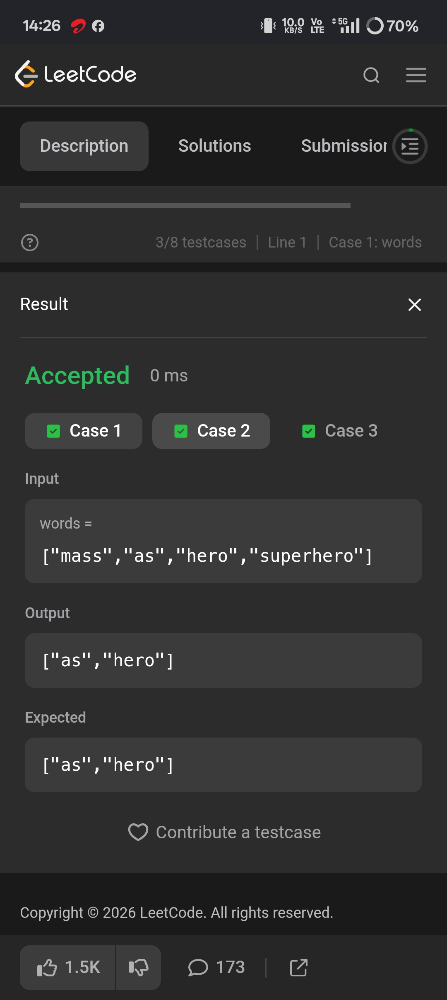 14:26 10.0 KB/S Vo LTE 5G 70%
LeetCode
Description Solutions Submission
3/8 testcases | Line 1 | Case 1: words
Result
Accepted 0 ms
Case 1 Case 2 Case 3
Input
words =
["mass","as","hero","superhero"]
Output
["as","hero"]
Expected
["as","hero"]
Contribute a testcase
Copyright © 2026 LeetCode. All rights reserved.
1.5K 173